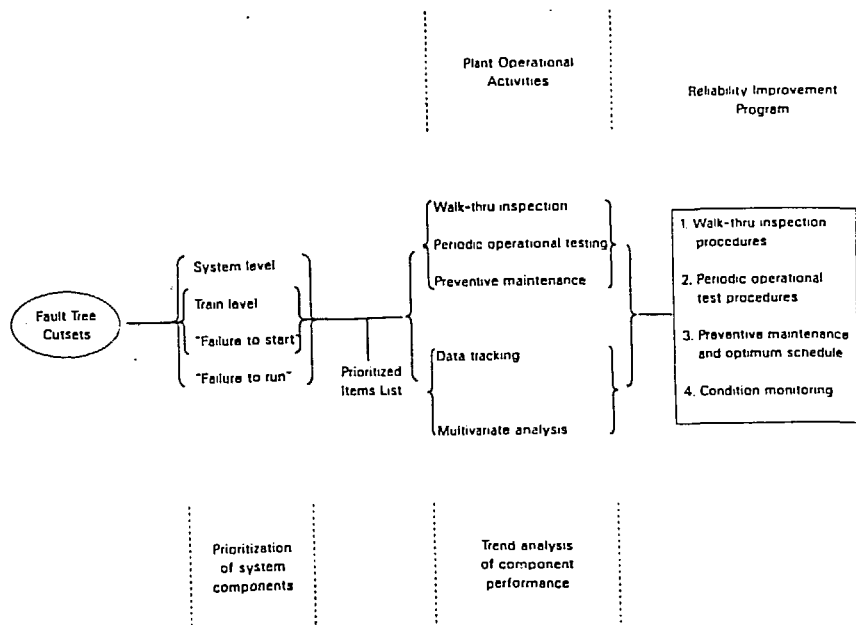 Plant Operational
Activities
Reliability Improvement
Program
Fault Tree
Cutsets
System level
Train level
"Failure to start"
"Failure to run"
Prioritized
Items List
Walk-thru inspection
Periodic operational testing
Preventive maintenance
Data tracking
Multivariate analysis
1. Walk-thru inspection
procedures
2. Periodic operational
test procedures
3. Preventive maintenance
and optimum schedule
4. Condition monitoring
Prioritization
of system
components
Trend analysis
of component
performance